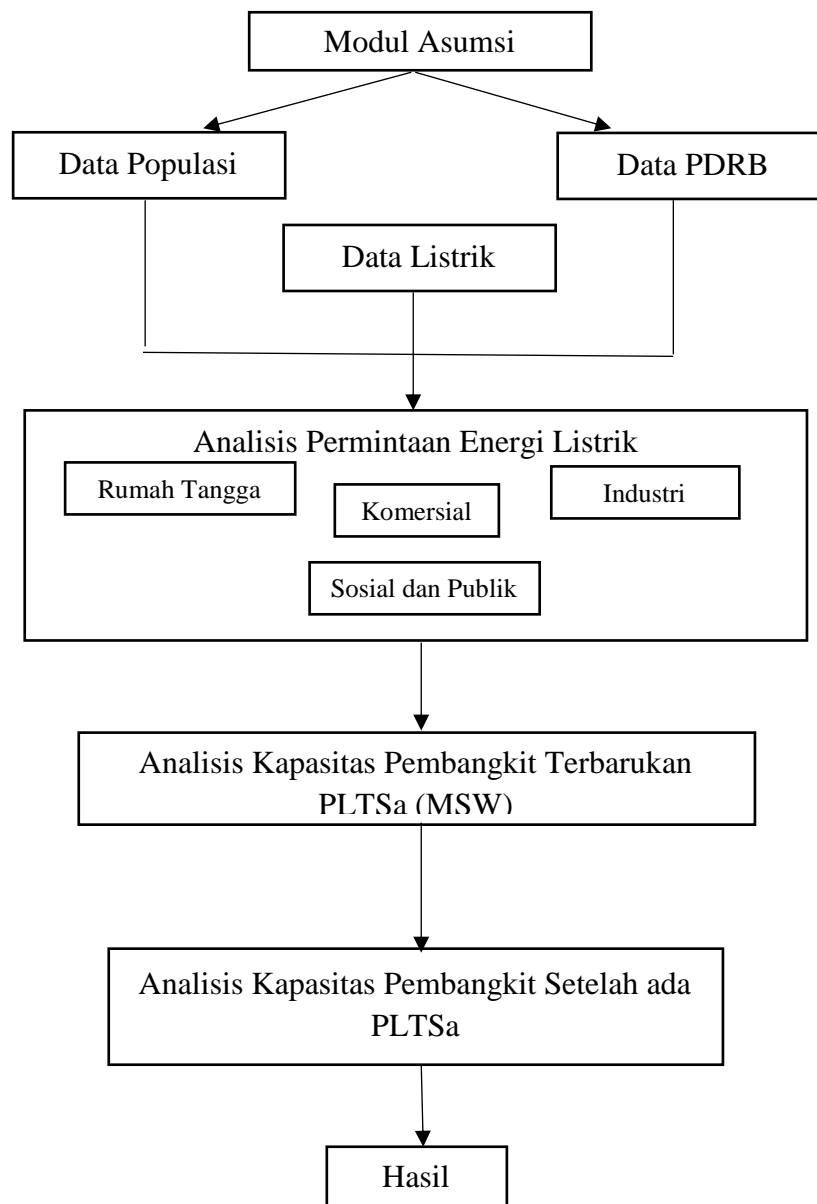 Modul Asumsi
Data Populasi
Data PDRB
Data Listrik
Analisis Permintaan Energi Listrik
Rumah Tangga
Komersial
Industri
Sosial dan Publik
Analisis Kapasitas Pembangkit Terbarukan
PLTSa (MSW)
Analisis Kapasitas Pembangkit Setelah ada
PLTSa
Hasil